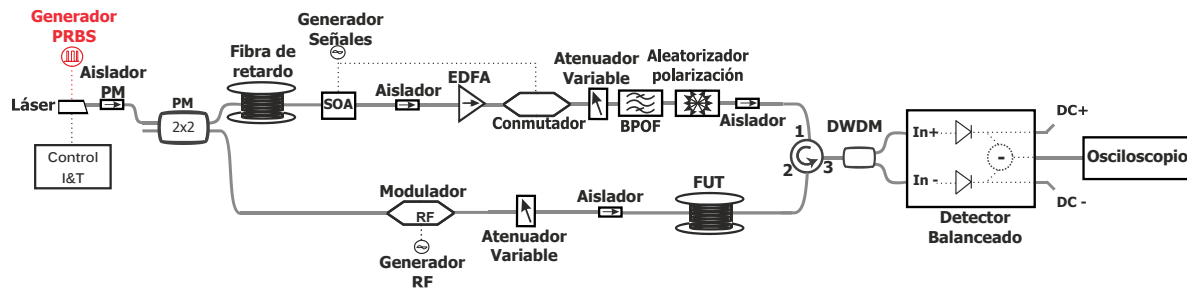 Generador
PRBS
Aislador
PM
Láser
Control
I&T
PM
2x2
Fibra de
retardo
Generador
Señales
SOA
Aislador
EDFA
Conmutador
Atenuador
Variable
BPOF
Aleatorizador
polarización
Aislador
1
2
3
DWDM
In+
In -
-
DC+
DC -
Osciloscopio
Detector
Balanceado
Modulador
RF
Generador
RF
Atenuador
Variable
Aislador
FUT